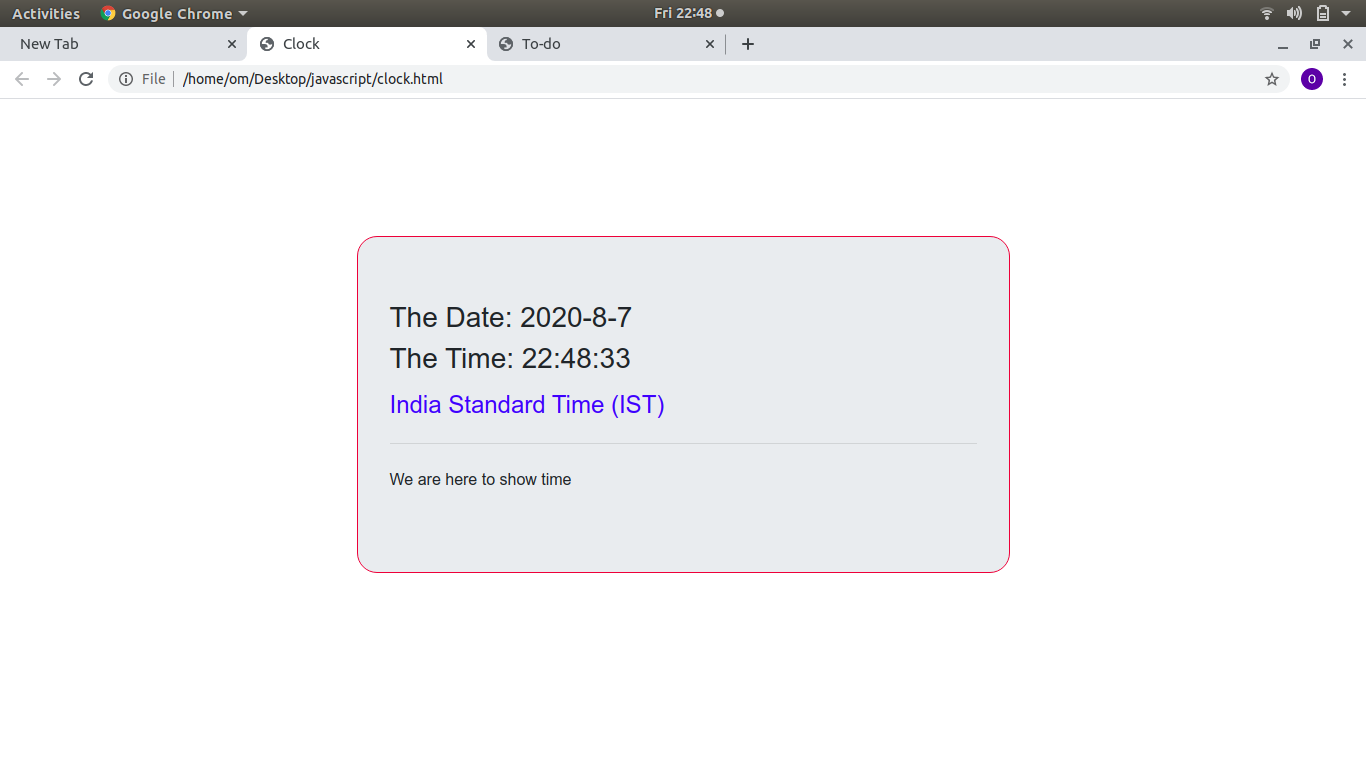 Activities Google Chrome Fri 22:48
New Tab Clock To-do
File /home/om/Desktop/javascript/clock.html O
The Date: 2020-8-7
The Time: 22:48:33
India Standard Time (IST)
We are here to show time